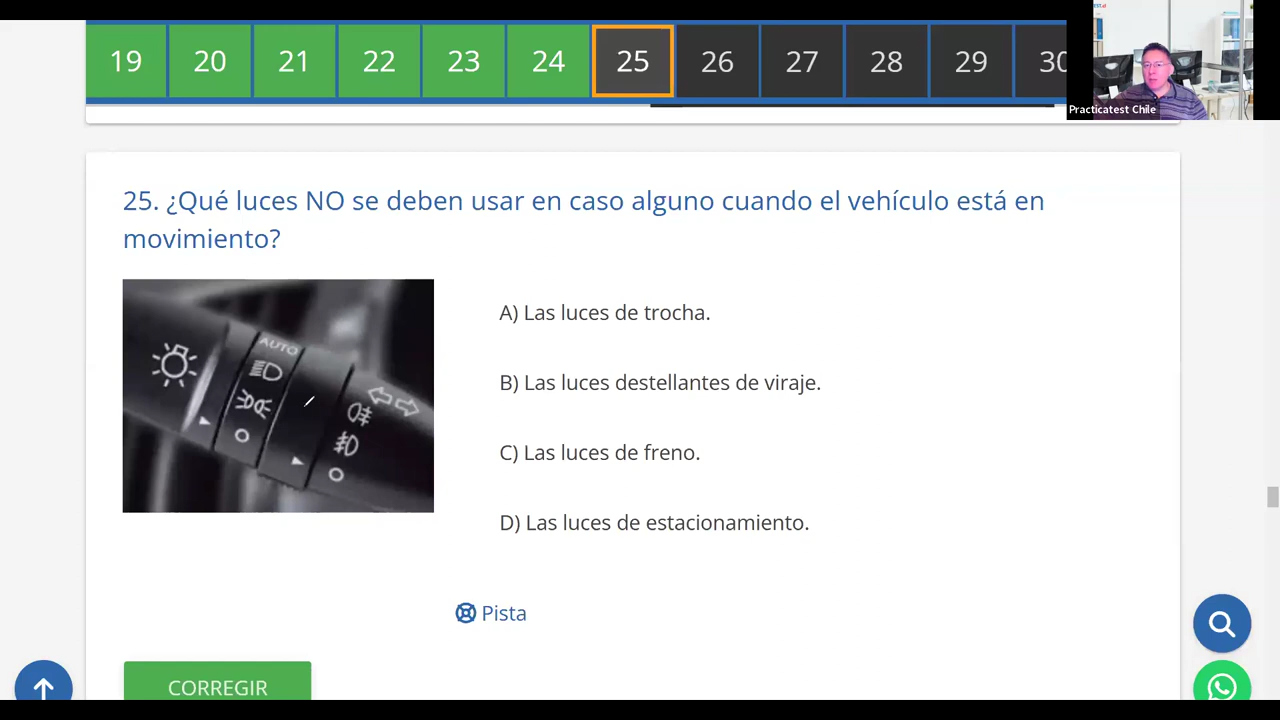 19 20 21 22 23 24 25 26 27 28 29 30
Practicatest Chile
25. ¿Qué luces NO se deben usar en caso alguno cuando el vehículo está en
movimiento?
AUTO
A) Las luces de trocha.
B) Las luces destellantes de viraje.
C) Las luces de freno.
D) Las luces de estacionamiento.
Pista
CORREGIR